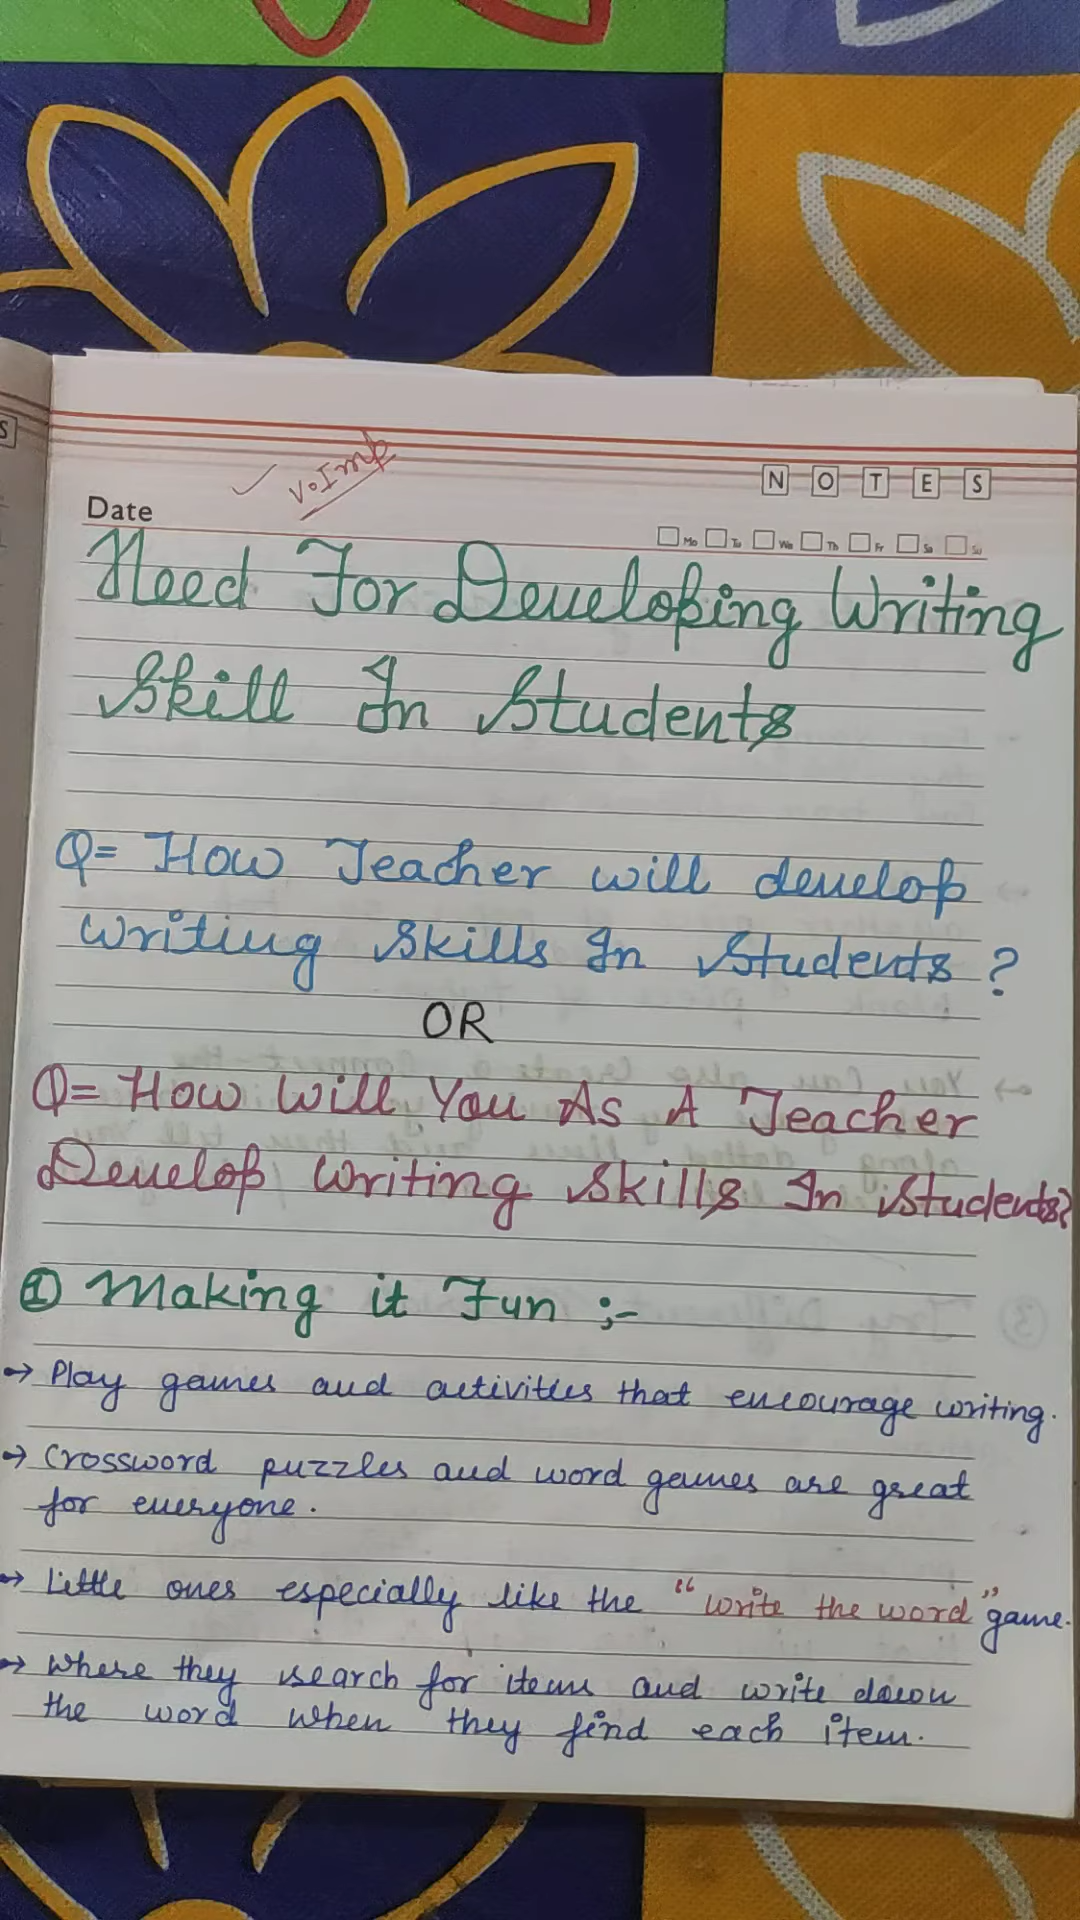 V.Imp
N O T E S
Date
Mo Tu We Th Fr Sa Su
Need For Developing Writing
Skill In Students
Q= How Teacher will develop
writing Skills In Students ?
OR
Q= How Will You As A Teacher
Develop Writing Skills In Students?
① Making it Fun :-
→ Play games and activities that encourage writing.
→ Crossword puzzles and word games are great
for everyone.
→ Little ones especially like the "write the word" game.
→ Where they search for items and write down
the word when they find each item.